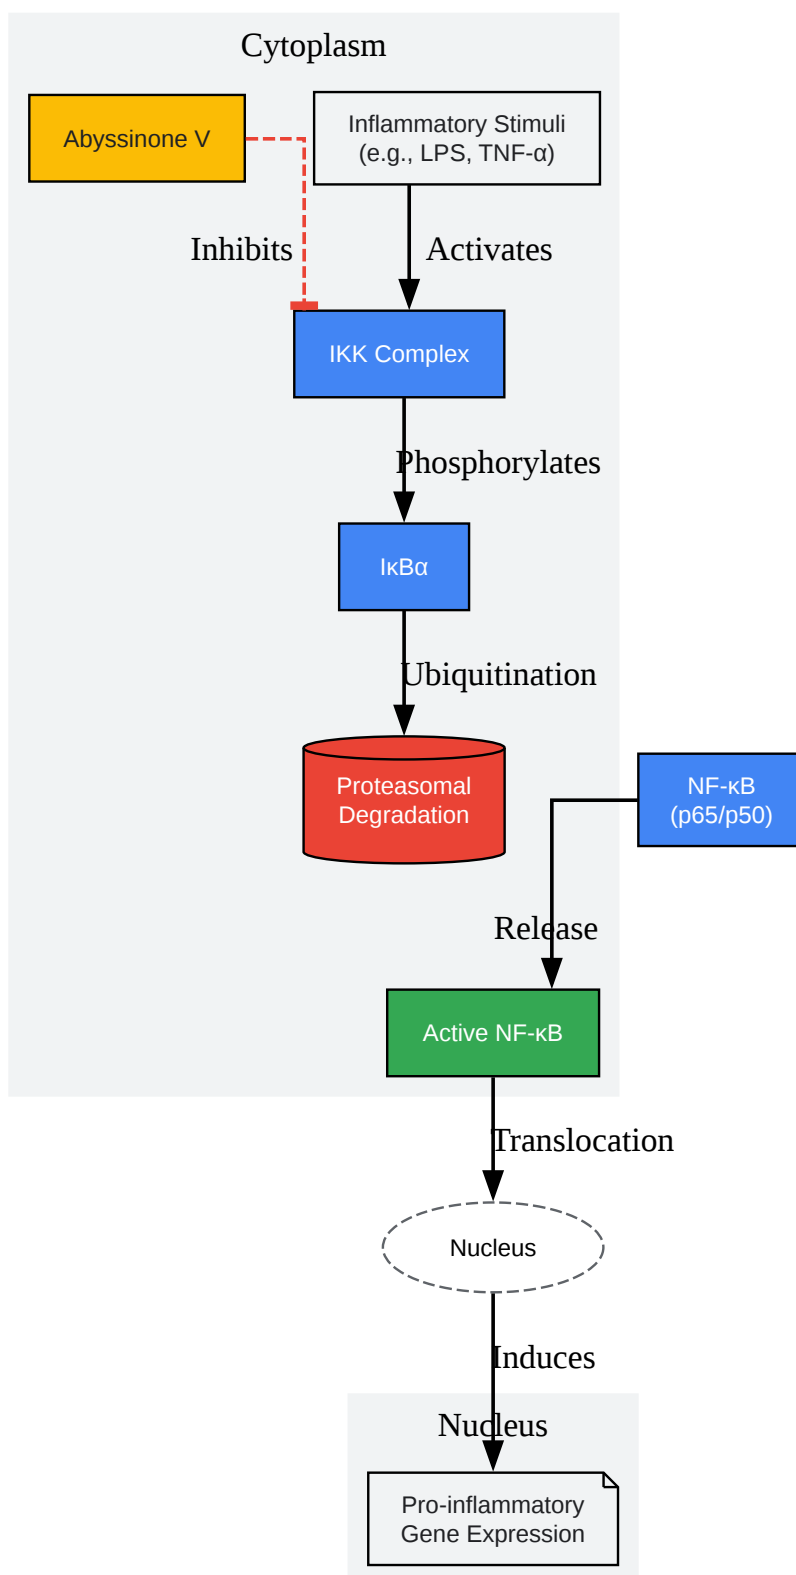 Cytoplasm
Abyssinone V
Inflammatory Stimuli
(e.g., LPS, TNF-α)
Inhibits
Activates
IKK Complex
Phosphorylates
IκBα
Ubiquitination
Proteasomal
Degradation
NF-κB
(p65/p50)
Release
Active NF-κB
Translocation
Nucleus
Induces
Nucleus
Pro-inflammatory
Gene Expression